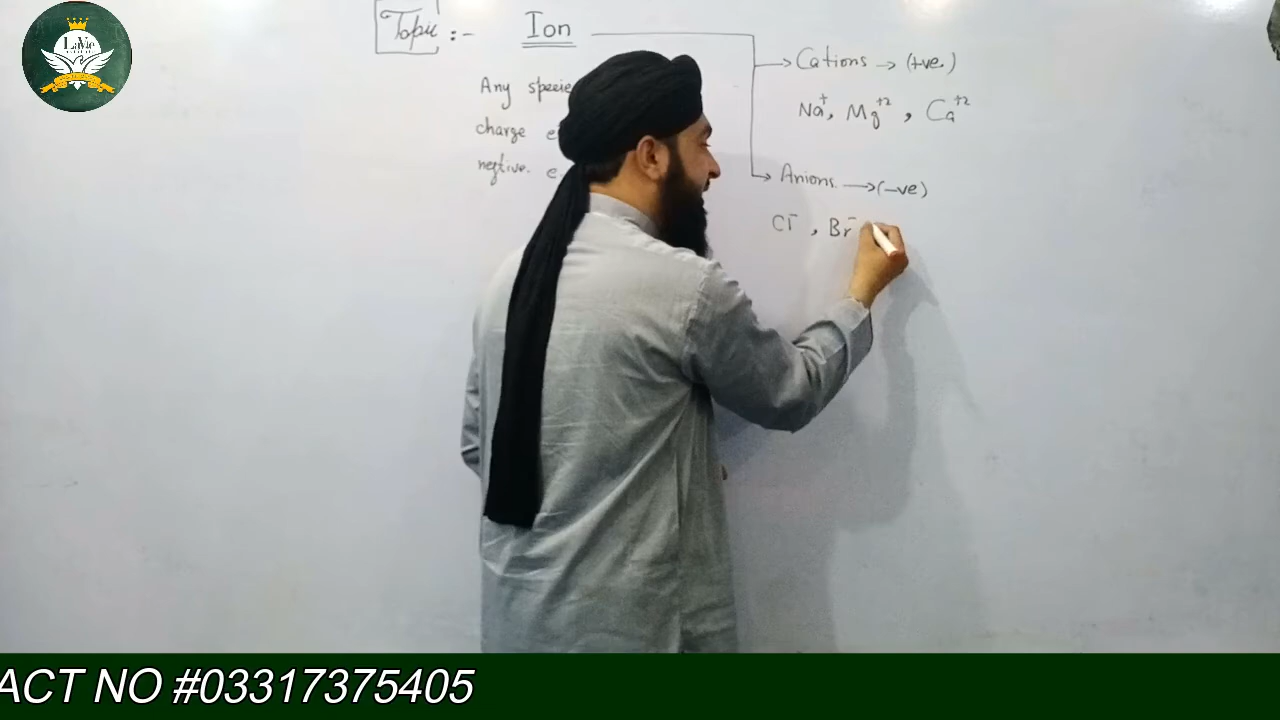 Topic :- Ion
Any
charge
negtive.
Cations → (+ve.)
Na⁺, Mg⁺², Ca⁺²
Anions. → (-ve)
Cl⁻ , Br⁻
LaVie
ACT NO #03317375405